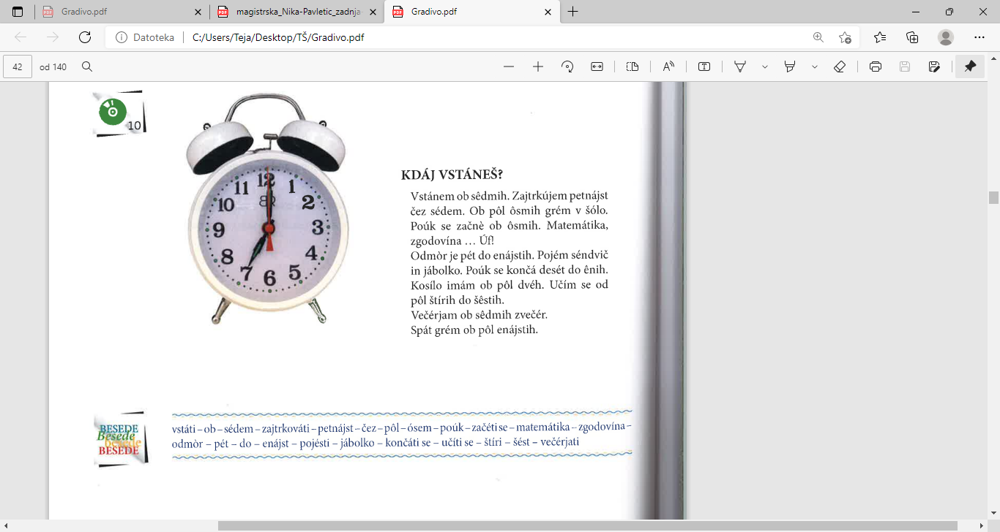 Gradivo.pdf
magistrska_Nika-Pavletic_zadnja-
Gradivo.pdf
Datoteka
C:/Users/Teja/Desktop/TŠ/Gradivo.pdf
42
od 140
10
12
1
2
3
4
5
6
7
8
9
10
11
KDÁJ VSTÁNEŠ?
Vstánem ob sêdmih. Zajtrkújem petnájst
čez sédem. Ob pôl ôsmih grém v šólo.
Poúk se začnè ob ôsmih. Matemátika,
zgodovína ... Úf!
Odmòr je pét do enájstih. Pojém séndvič
in jábolko. Poúk se končá desét do ênih.
Kosílo imám ob pôl dvéh. Učím se od
pôl štírih do šêstih.
Večérjam ob sêdmih zvečér.
Spát grém ob pôl enájstih.
BESEDE
Besede
besede
BESEDE
vstáti – ob – sédem – zajtrkováti – petnájst – čez – pôl – ósem – poúk – začéti se – matemátika – zgodovína –
odmòr – pét – do – enájst – pojésti – jábolko – končáti se – učíti se – štíri – šést – večérjati